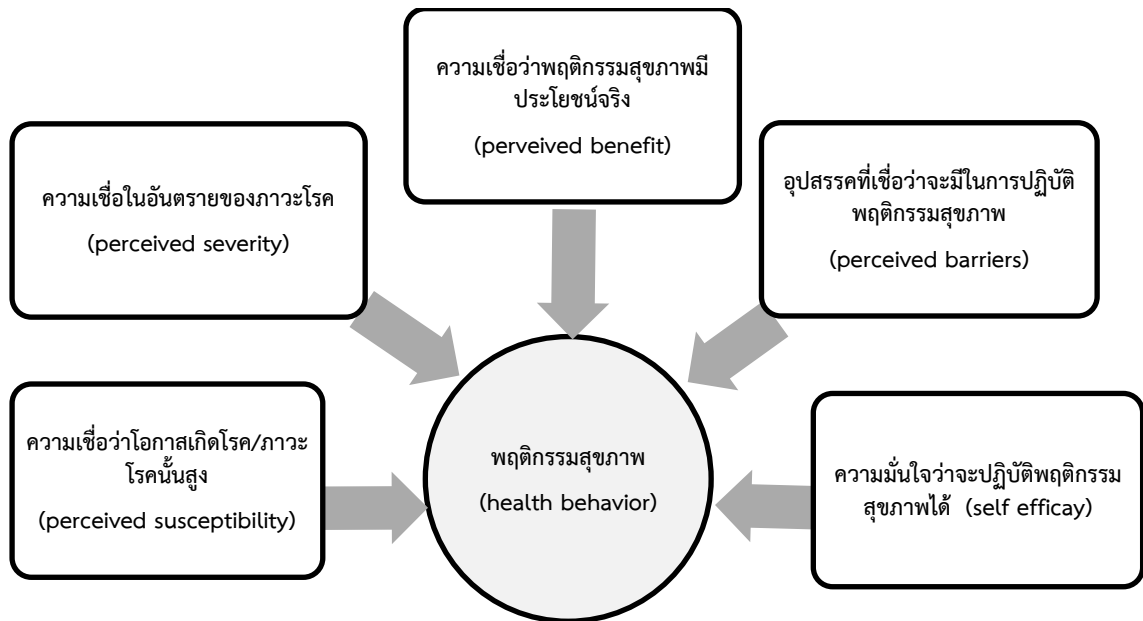 ความเชื่อว่าพฤติกรรมสุขภาพมี
ประโยชน์จริง
(perveived benefit)
ความเชื่อในอันตรายของภาวะโรค
(perceived severity)
อุปสรรคที่เชื่อว่าจะมีในการปฏิบัติ
พฤติกรรมสุขภาพ
(perceived barriers)
ความเชื่อว่าโอกาสเกิดโรค/ภาวะ
โรคนั้นสูง
(perceived susceptibility)
พฤติกรรมสุขภาพ
(health behavior)
ความมั่นใจว่าจะปฏิบัติพฤติกรรม
สุขภาพได้ (self efficay)